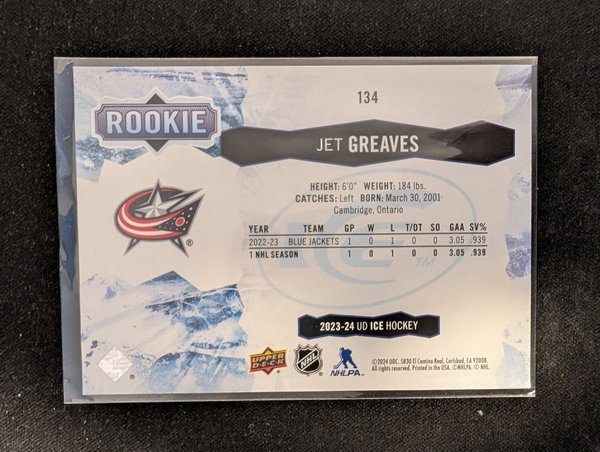 134
ROOKIE
JET GREAVES
HEIGHT: 6'0" WEIGHT: 184 lbs.
CATCHES: Left BORN: March 30, 2001
Cambridge, Ontario
YEAR TEAM GP W L T/OT SO GAA SV%
2022-23 BLUE JACKETS 1 0 1 0 0 3.05 .939
1 NHL SEASON 1 0 1 0 0 3.05 .939
ICE
TM
®
2023-24 UD ICE HOCKEY
UPPER DECK
NHL
NHLPA
©2024 UDC. 5830 El Camino Real, Carlsbad, CA 92008.
All rights reserved. Printed in the USA. ©NHLPA. © NHL.
®